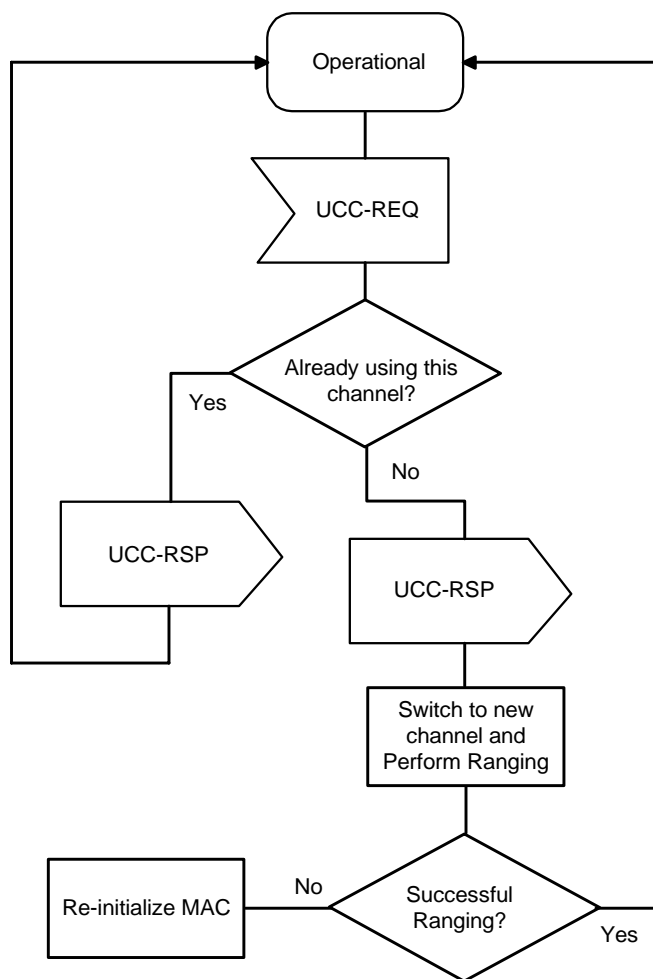 Operational
UCC-REQ
Already using this
channel?
Yes
No
UCC-RSP
UCC-RSP
Switch to new
channel and
Perform Ranging
No
Re-initialize MAC
Successful
Ranging?
Yes